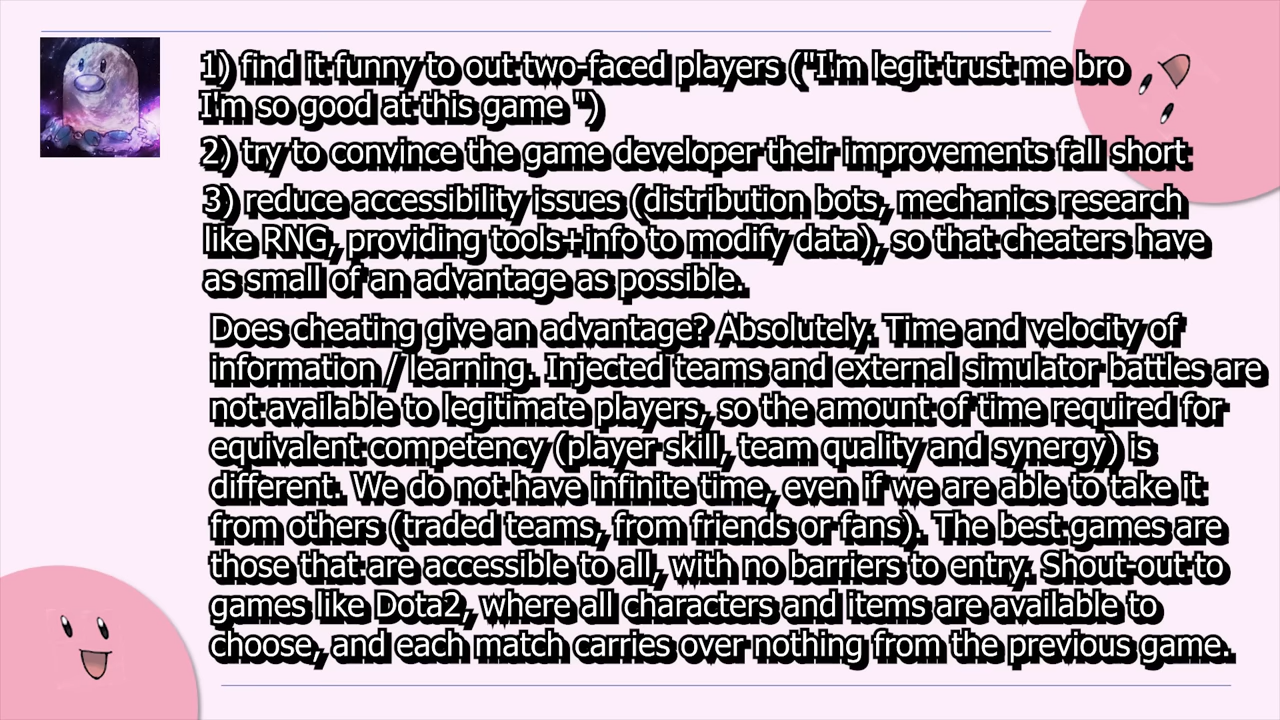 1) find it funny to out two-faced players ("I'm legit trust me bro
I'm so good at this game ")
2) try to convince the game developer their improvements fall short
3) reduce accessibility issues (distribution bots, mechanics research
like RNG, providing tools+info to modify data), so that cheaters have
as small of an advantage as possible.
Does cheating give an advantage? Absolutely. Time and velocity of
information / learning. Injected teams and external simulator battles are
not available to legitimate players, so the amount of time required for
equivalent competency (player skill, team quality and synergy) is
different. We do not have infinite time, even if we are able to take it
from others (traded teams, from friends or fans). The best games are
those that are accessible to all, with no barriers to entry. Shout-out to
games like Dota2, where all characters and items are available to
choose, and each match carries over nothing from the previous game.